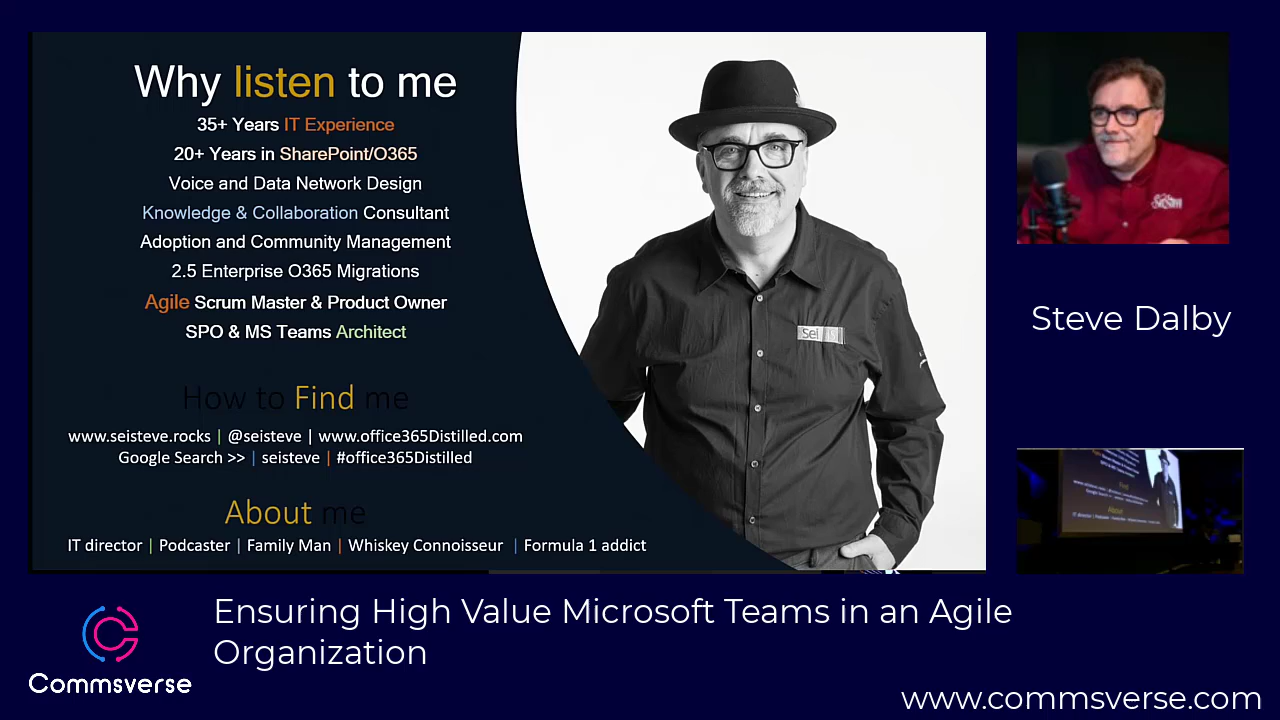 Why listen to me
35+ Years IT Experience
20+ Years in SharePoint/O365
Voice and Data Network Design
Knowledge & Collaboration Consultant
Adoption and Community Management
2.5 Enterprise O365 Migrations
Agile Scrum Master & Product Owner
SPO & MS Teams Architect
How to Find me
www.seisteve.rocks | @seisteve | www.office365Distilled.com
Google Search >> | seisteve | #office365Distilled
About me
IT director | Podcaster | Family Man | Whiskey Connoisseur | Formula 1 addict
Steve Dalby
Ensuring High Value Microsoft Teams in an Agile
Organization
Commsverse
www.commsverse.com